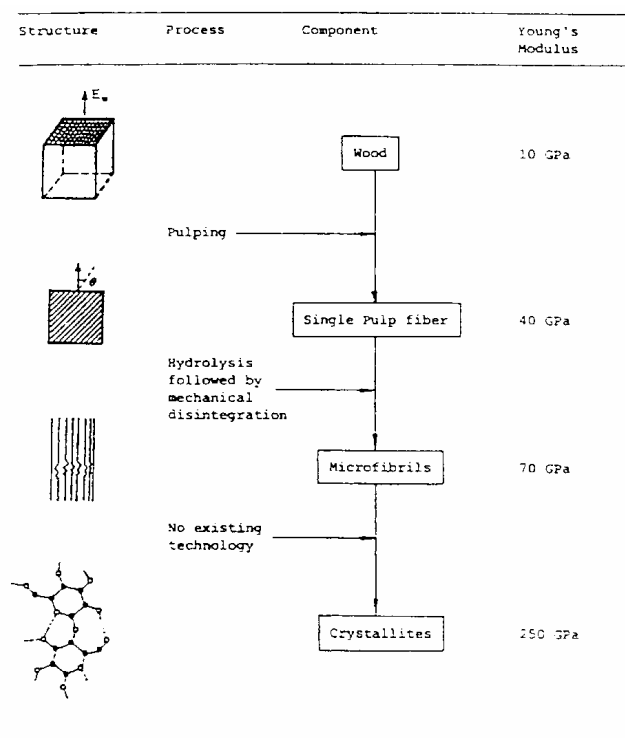 Structure Process Component Young's
Modulus
E_w
Wood 10 GPa
Pulping
θ
Single Pulp fiber 40 GPa
Hydrolysis
followed by
mechanical
disintegration
Microfibrils 70 GPa
No existing
technology
Crystallites 250 GPa